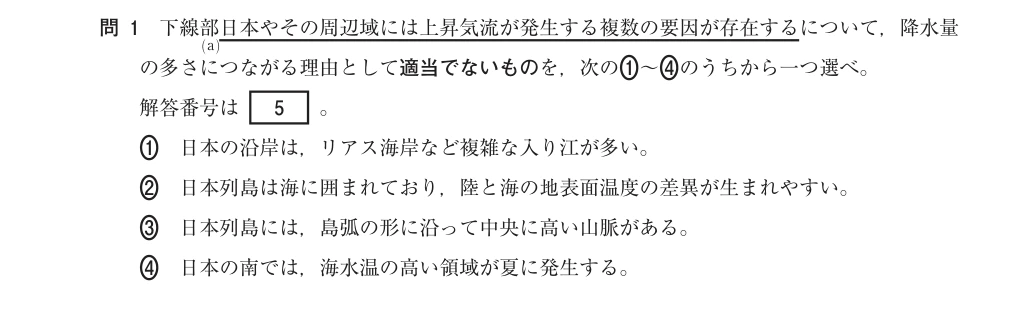 問 1 下線部日本やその周辺域には上昇気流が発生する複数の要因が存在するについて，降水量
(a)
の多さにつながる理由として適当でないものを，次の①～④のうちから一つ選べ。
解答番号は 5 。
① 日本の沿岸は，リアス海岸など複雑な入り江が多い。
② 日本列島は海に囲まれており，陸と海の地表面温度の差異が生まれやすい。
③ 日本列島には，島弧の形に沿って中央に高い山脈がある。
④ 日本の南では，海水温の高い領域が夏に発生する。